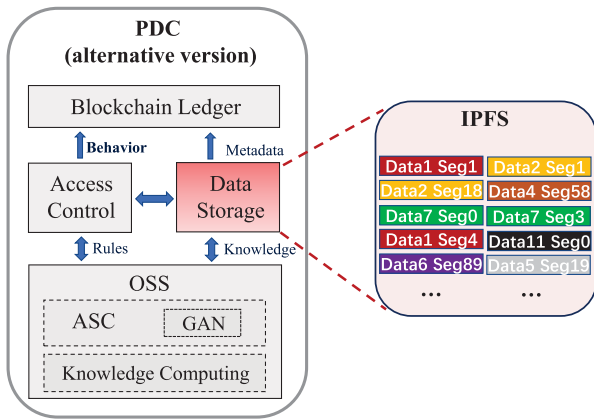 PDC
(alternative version)
Blockchain Ledger
Behavior
Metadata
Access
Control
Data
Storage
Rules
Knowledge
OSS
ASC
GAN
Knowledge Computing
IPFS
Data1 Seg1
Data2 Seg1
Data2 Seg18
Data4 Seg58
Data7 Seg0
Data7 Seg3
Data1 Seg4
Data11 Seg0
Data6 Seg89
Data5 Seg19
...
...